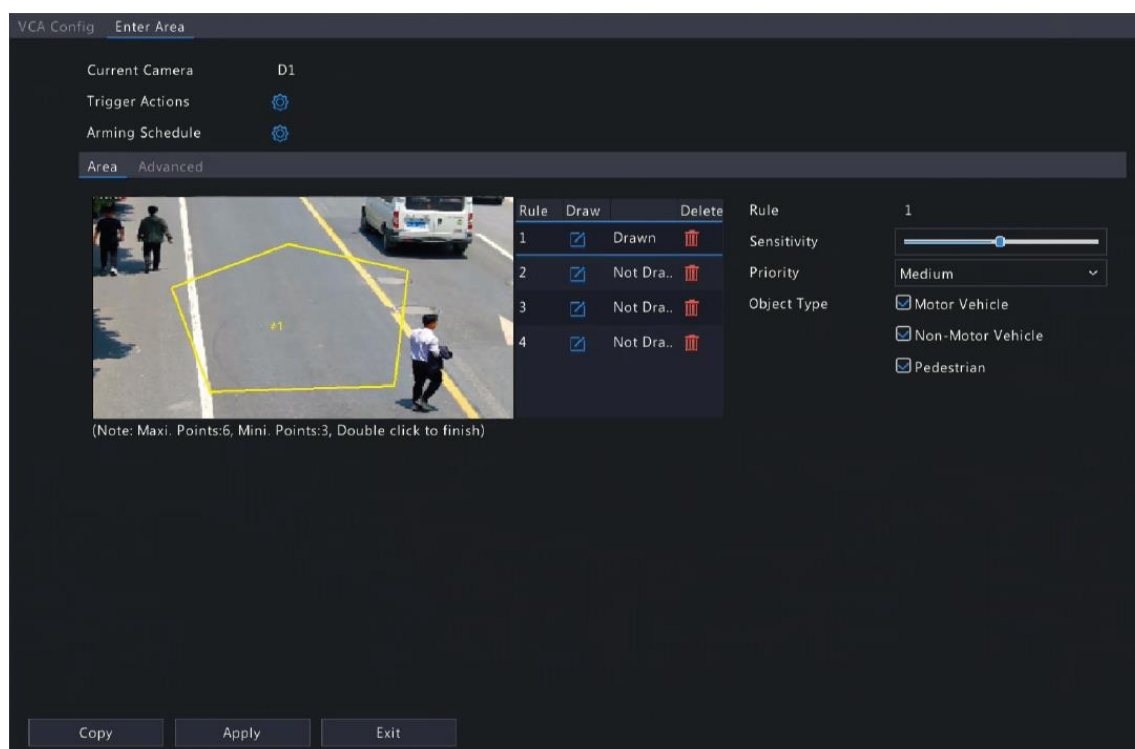 VCA Config Enter Area
Current Camera D1
Trigger Actions
Arming Schedule
Area Advanced
Rule Draw Delete
1 Drawn
2 Not Dra..
3 Not Dra..
4 Not Dra..
#1
Rule 1
Sensitivity
Priority Medium
Object Type Motor Vehicle
Non-Motor Vehicle
Pedestrian
(Note: Maxi. Points:6, Mini. Points:3, Double click to finish)
Copy Apply Exit